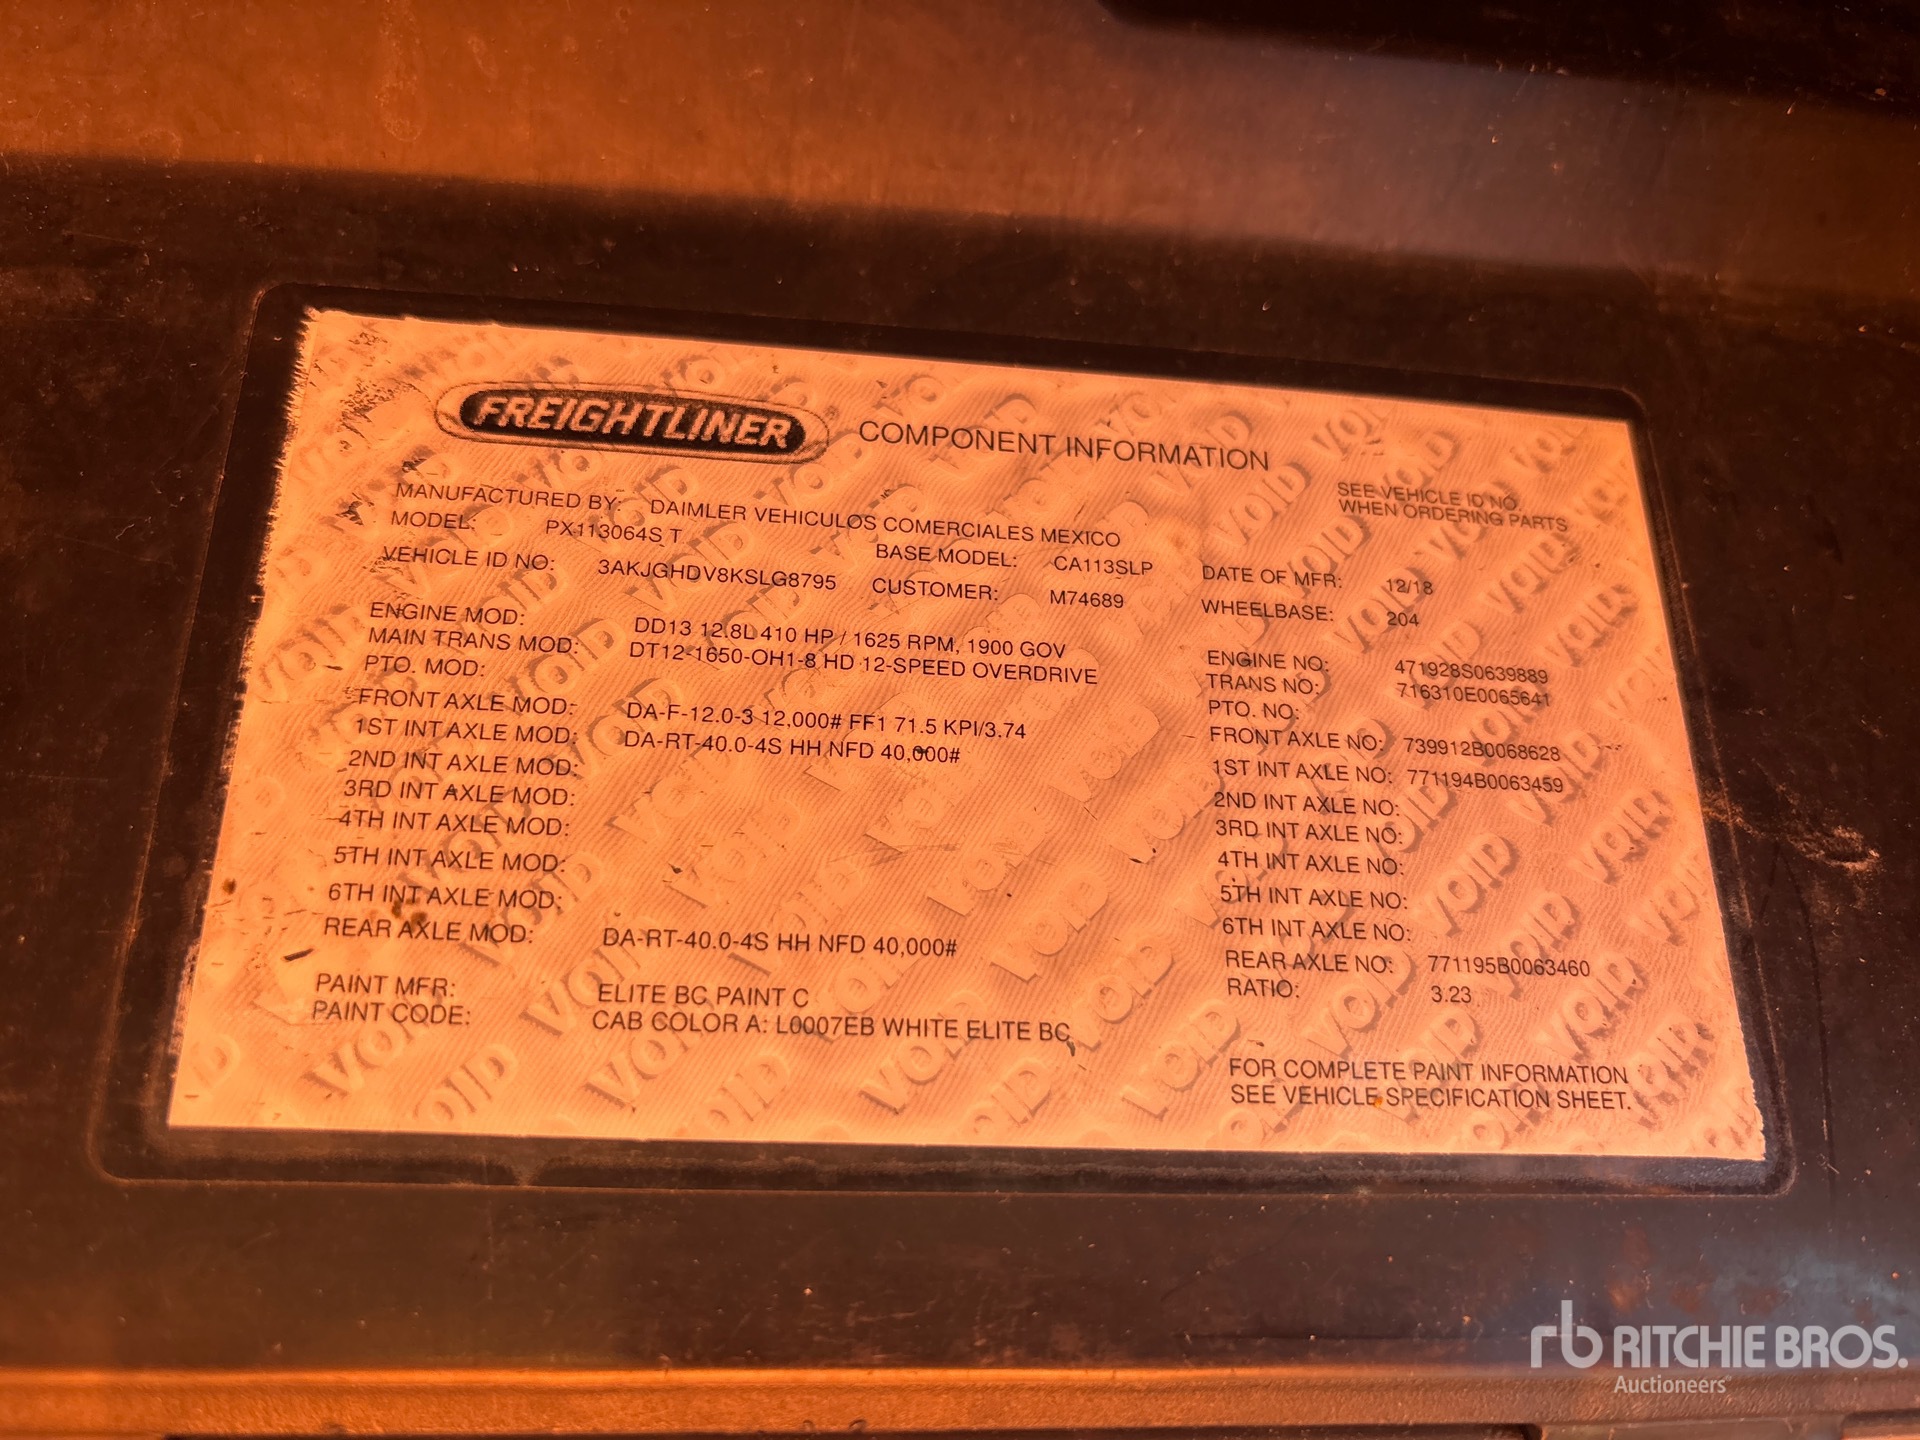 FREIGHTLINER COMPONENT INFORMATION
SEE VEHICLE ID NO.
WHEN ORDERING PARTS
MANUFACTURED BY: DAIMLER VEHICULOS COMERCIALES MEXICO
MODEL: PX113064S T BASE MODEL: CA113SLP DATE OF MFR: 12/18
VEHICLE ID NO: 3AKJGHDV8KSLG8795 CUSTOMER: M74689 WHEELBASE: 204
ENGINE MOD: DD13 12.8L 410 HP / 1625 RPM, 1900 GOV ENGINE NO: 471928S0639889
MAIN TRANS MOD: DT12-1650-OH1-8 HD 12-SPEED OVERDRIVE TRANS NO: 716310E0065641
PTO. MOD: PTO. NO:
FRONT AXLE MOD: DA-F-12.0-3 12,000# FF1 71.5 KPI/3.74 FRONT AXLE NO: 739912B0068628
1ST INT AXLE MOD: DA-RT-40.0-4S HH NFD 40,000# 1ST INT AXLE NO: 771194B0063459
2ND INT AXLE MOD: 2ND INT AXLE NO:
3RD INT AXLE MOD: 3RD INT AXLE NO:
4TH INT AXLE MOD: 4TH INT AXLE NO:
5TH INT AXLE MOD: 5TH INT AXLE NO:
6TH INT AXLE MOD: 6TH INT AXLE NO:
REAR AXLE MOD: DA-RT-40.0-4S HH NFD 40,000# REAR AXLE NO: 771195B0063460
RATIO: 3.23
PAINT MFR: ELITE BC PAINT C
PAINT CODE: CAB COLOR A: L0007EB WHITE ELITE BC
FOR COMPLETE PAINT INFORMATION
SEE VEHICLE SPECIFICATION SHEET.
rb RITCHIE BROS.
Auctioneers